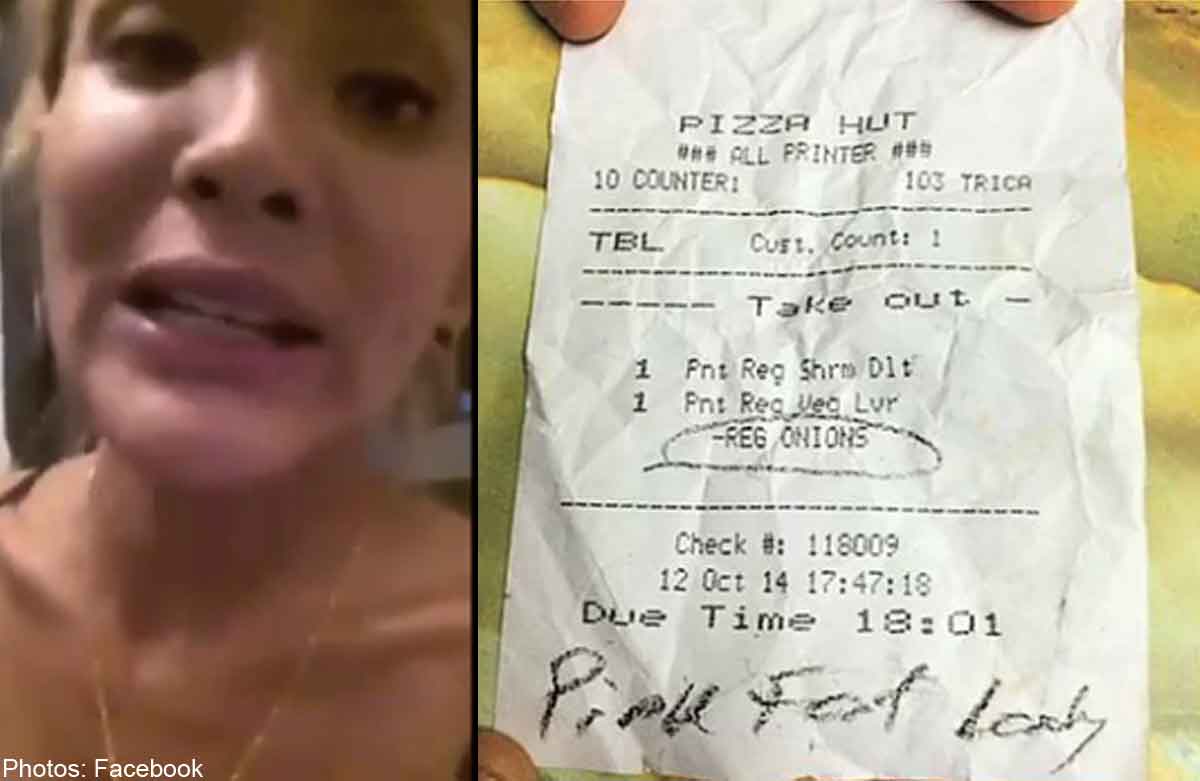 PIZZA HUT
### ALL PRINTER ###
10 COUNTER1 103 TRICA
TBL Cust. Count: 1
----- Take out -
1 Pnt Reg Shrm Dlt
1 Pnt Reg Veg Lvr
-REG ONIONS
Check #: 118009
12 Oct 14 17:47:18
Due Time 18:01
Pink Fat Lady
Photos: Facebook